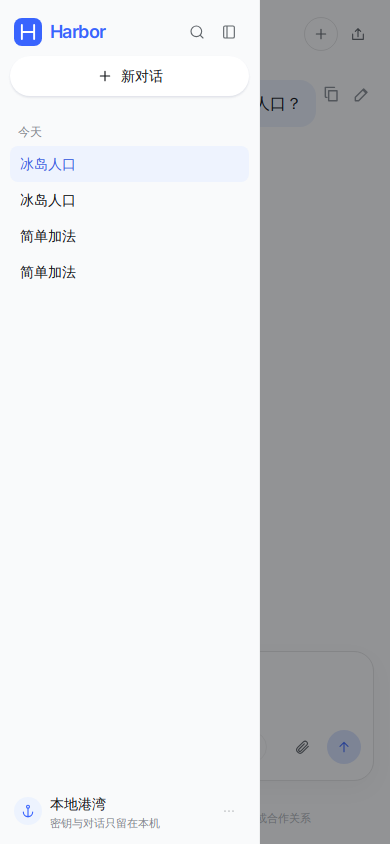 Harbor
新对话
今天
冰岛人口
冰岛人口
简单加法
简单加法
人口？
本地港湾
密钥与对话只留在本机
或合作关系